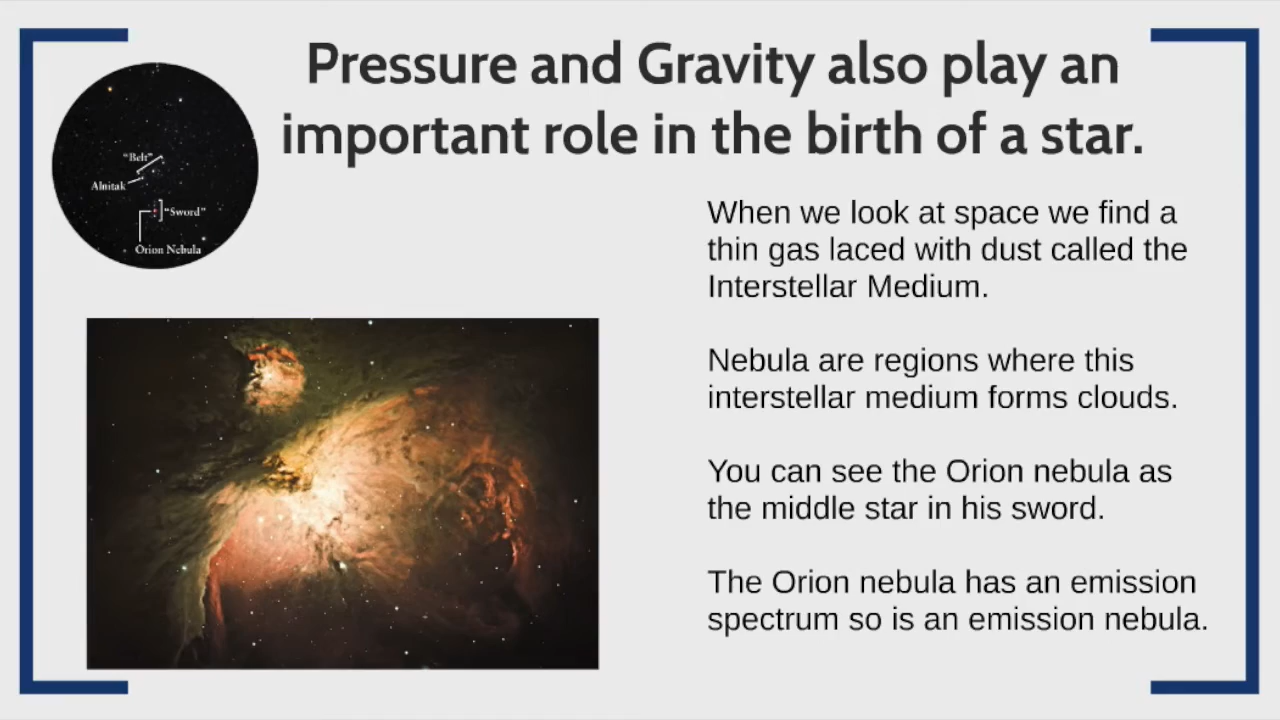 Pressure and Gravity also play an
important role in the birth of a star.
"Belt"
Alnitak
"Sword"
Orion Nebula
When we look at space we find a
thin gas laced with dust called the
Interstellar Medium.
Nebula are regions where this
interstellar medium forms clouds.
You can see the Orion nebula as
the middle star in his sword.
The Orion nebula has an emission
spectrum so is an emission nebula.